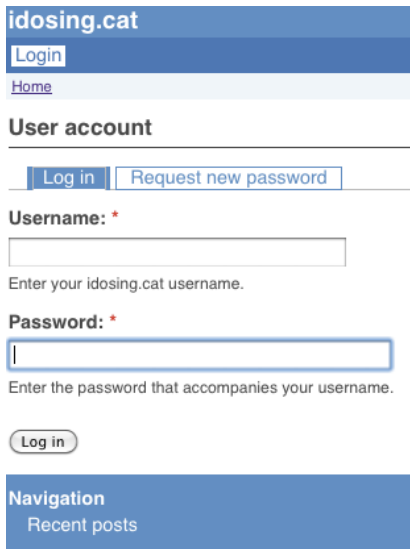 idosing.cat
Login
Home
User account
Log in
Request new password
Username: *
Enter your idosing.cat username.
Password: *
Enter the password that accompanies your username.
Log in
Navigation
Recent posts